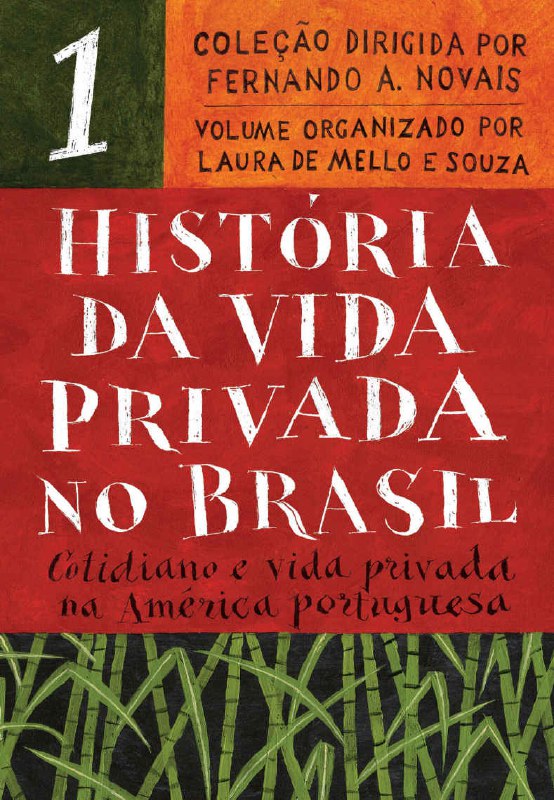 1
COLEÇÃO DIRIGIDA POR
FERNANDO A. NOVAIS
VOLUME ORGANIZADO POR
LAURA DE MELLO E SOUZA
HISTÓRIA
DA VIDA
PRIVADA
NO BRASIL
Cotidiano e vida privada
na América portuguesa